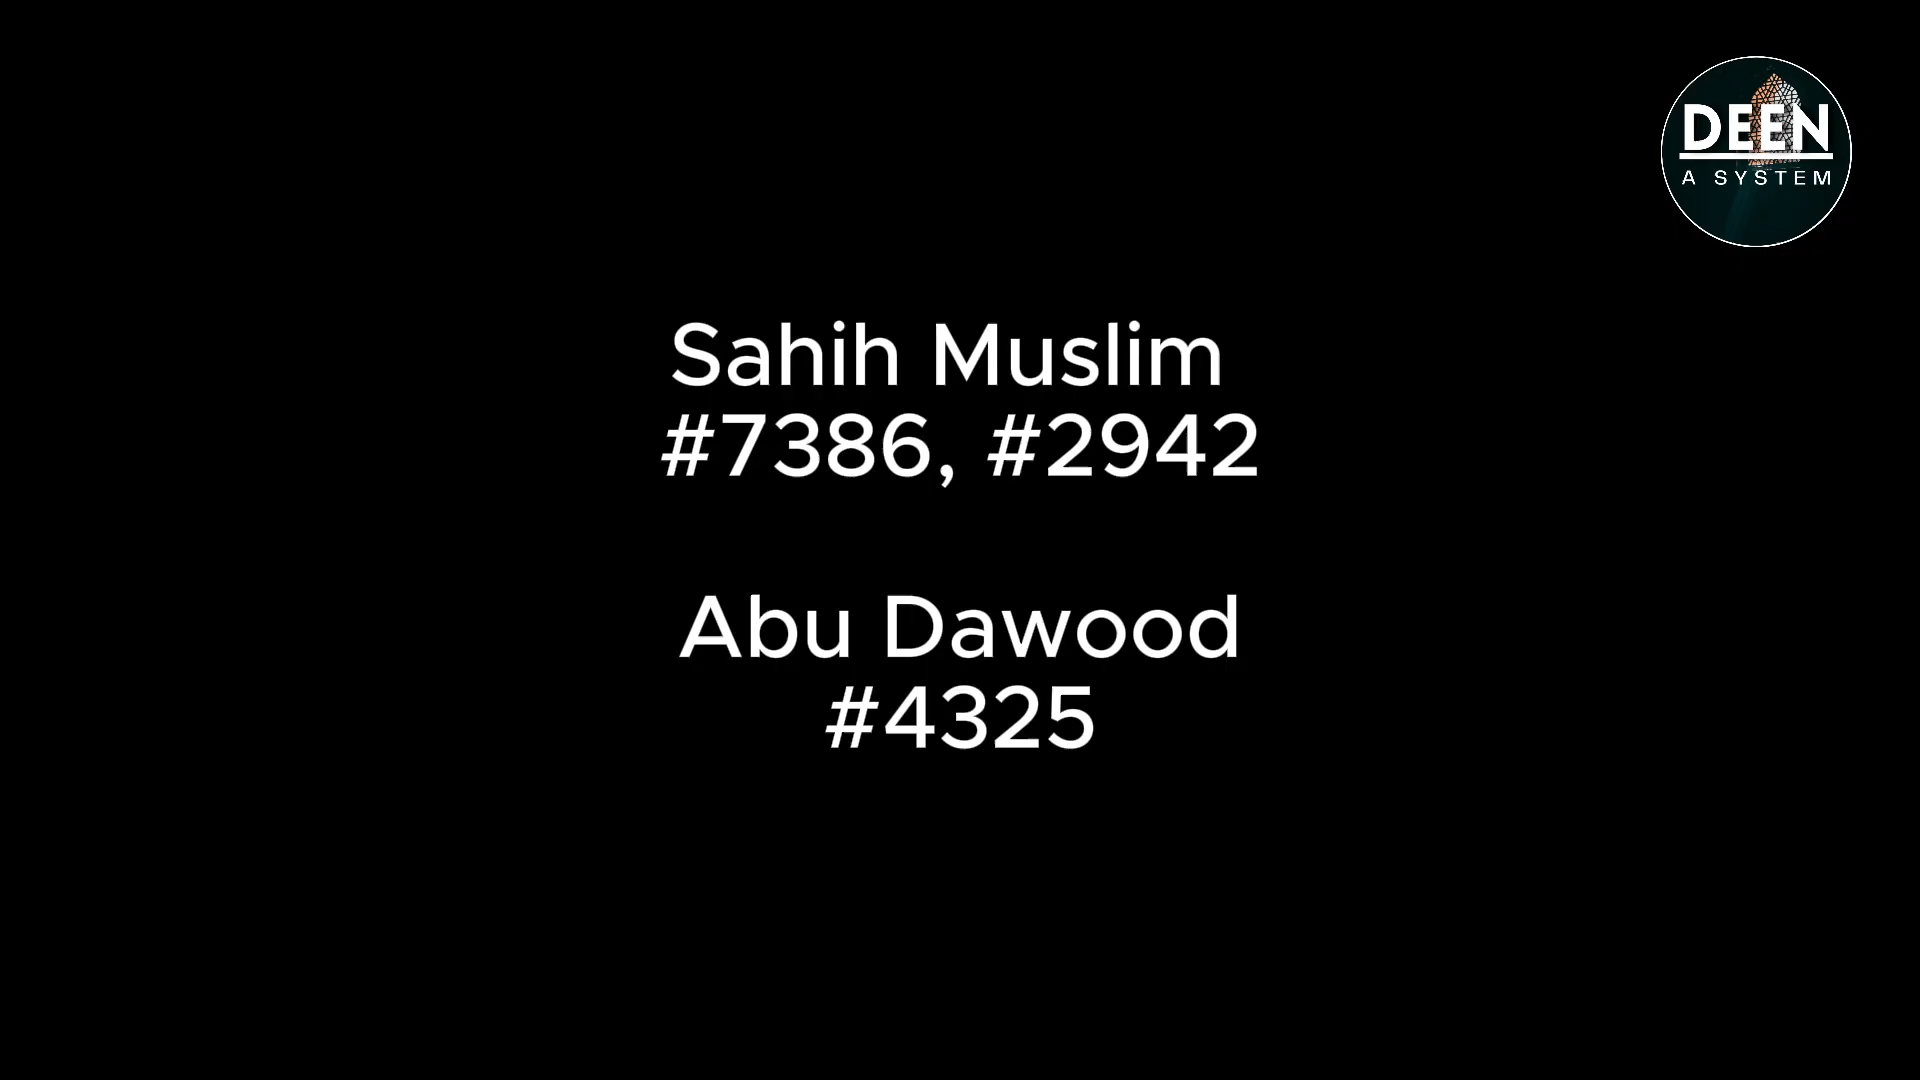 DEEN
A SYSTEM
Sahih Muslim
#7386, #2942
Abu Dawood
#4325